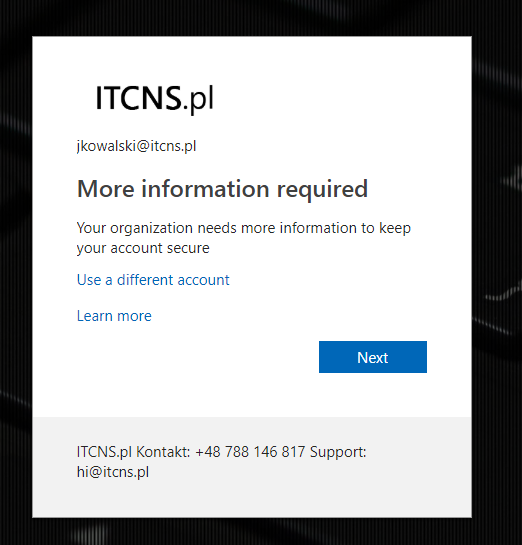 ITCNS.pl
jkowalski@itcns.pl
More information required
Your organization needs more information to keep
your account secure
Use a different account
Learn more
Next
ITCNS.pl Kontakt: +48 788 146 817 Support:
hi@itcns.pl